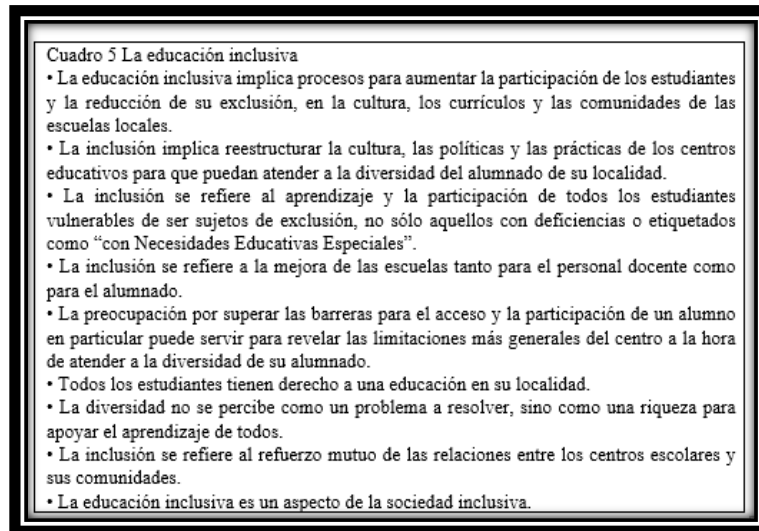 Cuadro 5 La educación inclusiva
• La educación inclusiva implica procesos para aumentar la participación de los estudiantes
y la reducción de su exclusión, en la cultura, los currículos y las comunidades de las
escuelas locales.
• La inclusión implica reestructurar la cultura, las políticas y las prácticas de los centros
educativos para que puedan atender a la diversidad del alumnado de su localidad.
• La inclusión se refiere al aprendizaje y la participación de todos los estudiantes
vulnerables de ser sujetos de exclusión, no sólo aquellos con deficiencias o etiquetados
como “con Necesidades Educativas Especiales”.
• La inclusión se refiere a la mejora de las escuelas tanto para el personal docente como
para el alumnado.
• La preocupación por superar las barreras para el acceso y la participación de un alumno
en particular puede servir para revelar las limitaciones más generales del centro a la hora
de atender a la diversidad de su alumnado.
• Todos los estudiantes tienen derecho a una educación en su localidad.
• La diversidad no se percibe como un problema a resolver, sino como una riqueza para
apoyar el aprendizaje de todos.
• La inclusión se refiere al refuerzo mutuo de las relaciones entre los centros escolares y
sus comunidades.
• La educación inclusiva es un aspecto de la sociedad inclusiva.